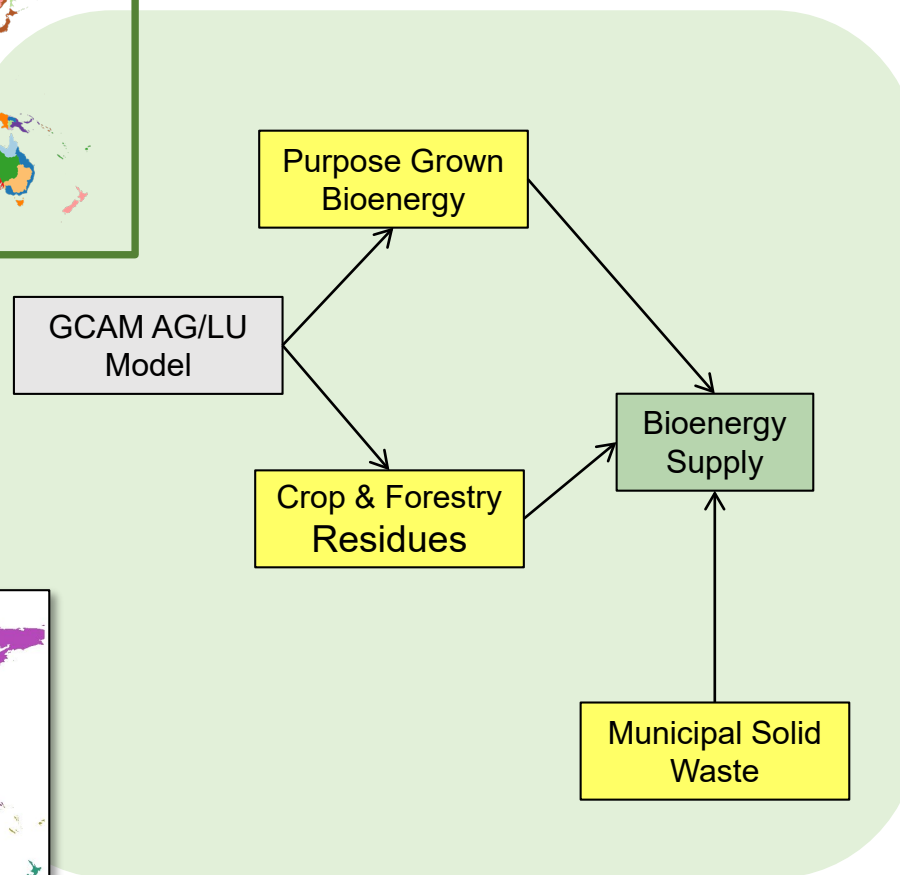 Purpose Grown
Bioenergy
GCAM AG/LU
Model
Bioenergy
Supply
Crop & Forestry
Residues
Municipal Solid
Waste